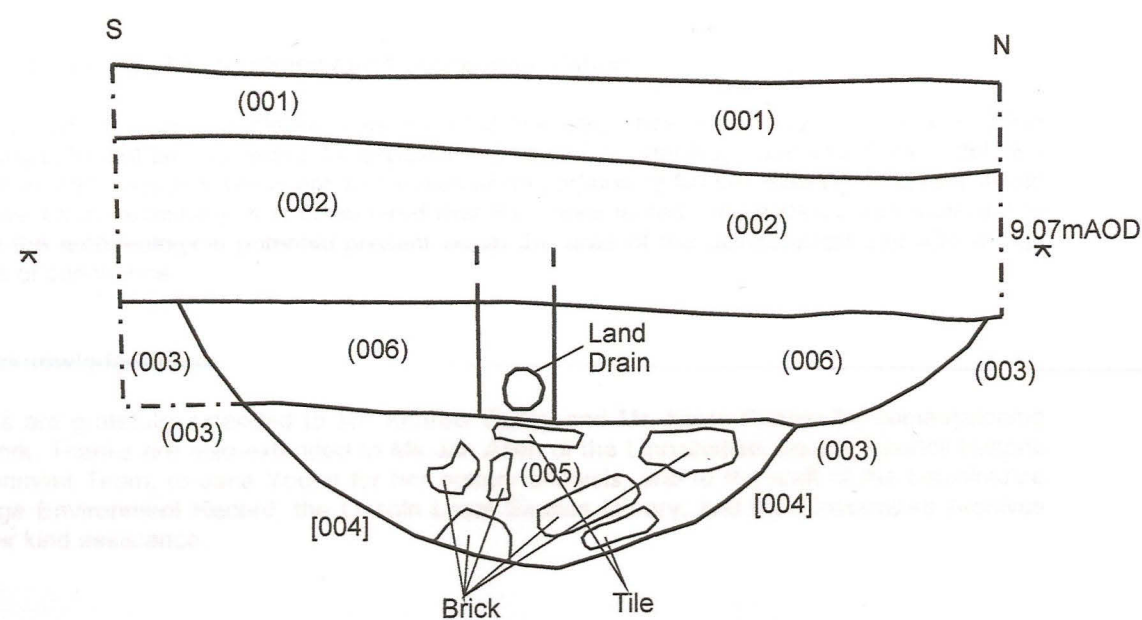 S
N
(001)
(001)
(002)
(002)
9.07mAOD
Land
Drain
(003)
(006)
(006)
(003)
(003)
(005)
(003)
[004]
[004]
Brick
Tile